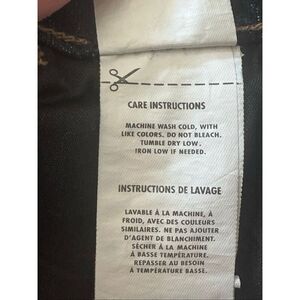 CARE INSTRUCTIONS
MACHINE WASH COLD, WITH
LIKE COLORS. DO NOT BLEACH.
TUMBLE DRY LOW.
IRON LOW IF NEEDED.
INSTRUCTIONS DE LAVAGE
LAVABLE À LA MACHINE, À
FROID, AVEC DES COULEURS
SIMILAIRES. NE PAS AJOUTER
D'AGENT DE BLANCHIMENT.
SÉCHER À LA MACHINE
À BASSE TEMPÉRATURE.
REPASSER AU BESOIN
À TEMPÉRATURE BASSE.